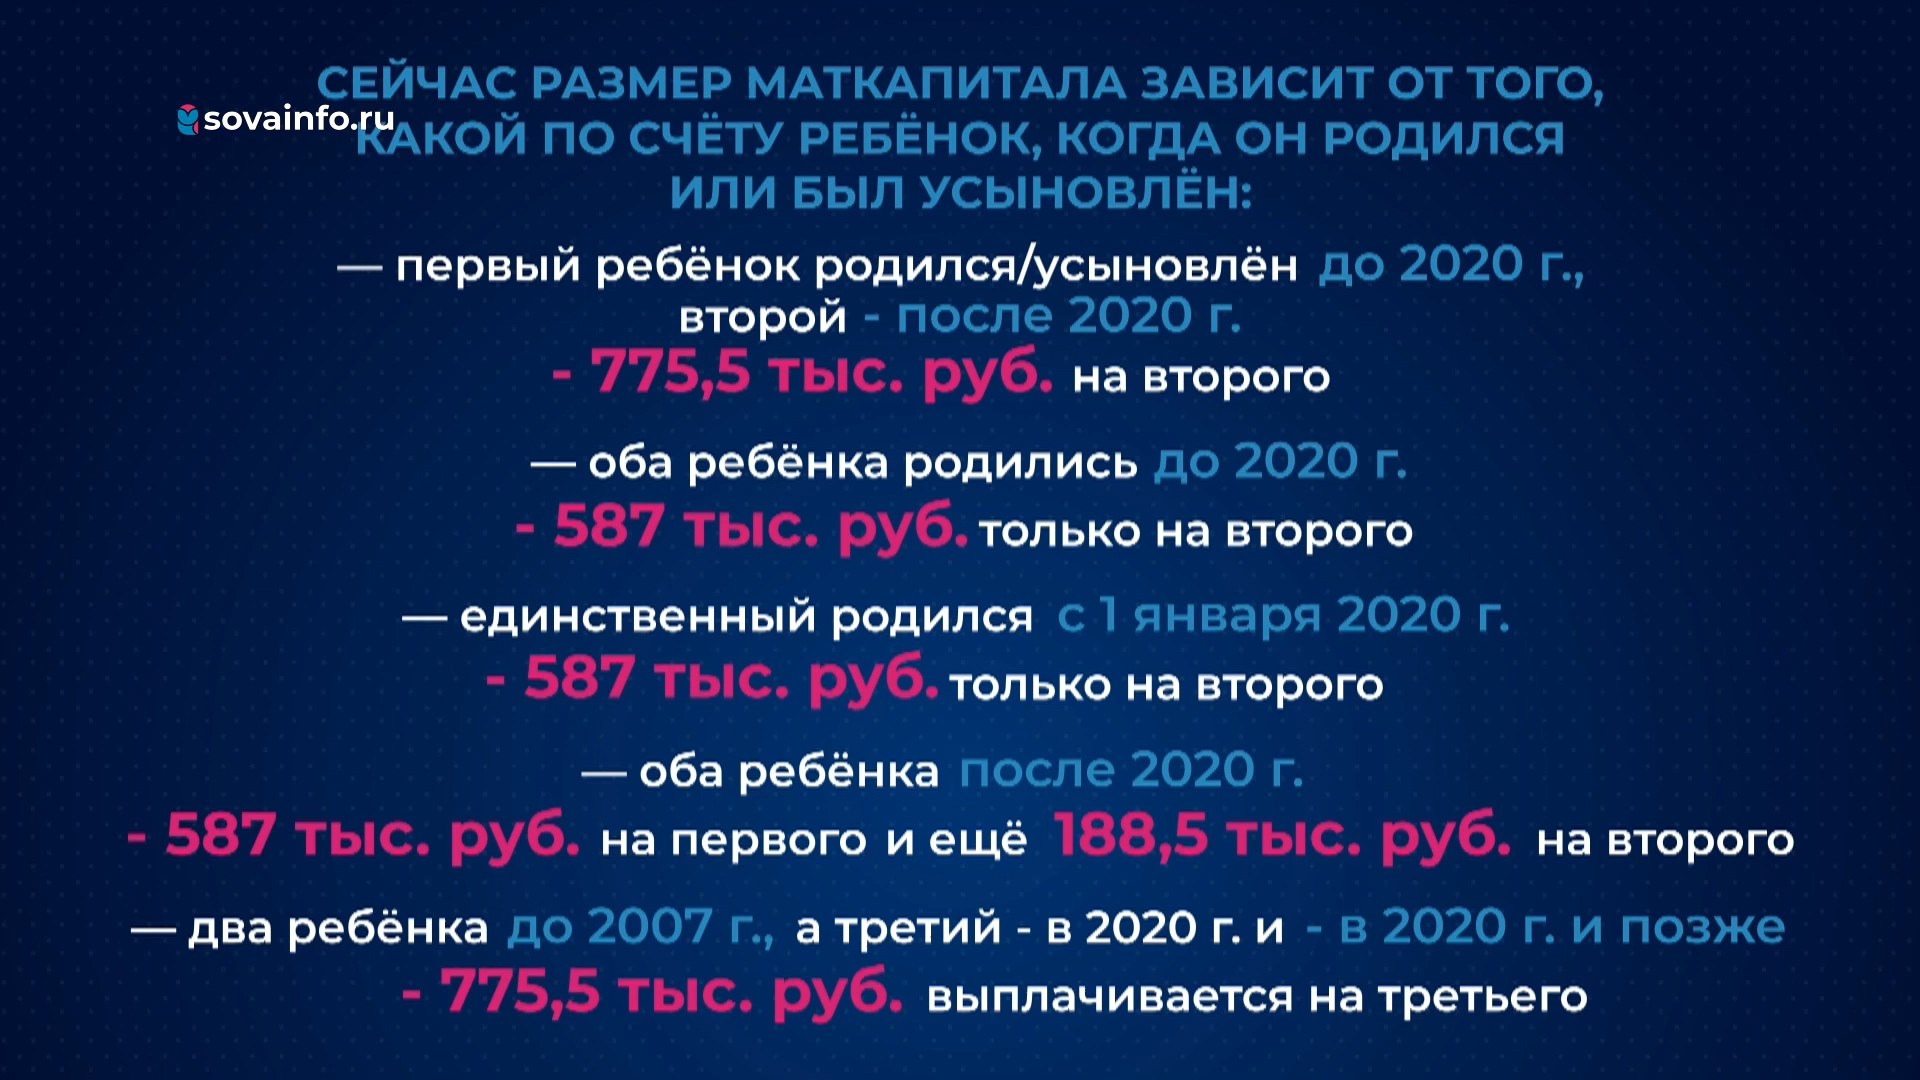 СЕЙЧАС РАЗМЕР МАТКАПИТАЛА ЗАВИСИТ ОТ ТОГО,
sovainfo.ru
КАКОЙ ПО СЧЁТУ РЕБЁНОК, КОГДА ОН РОДИЛСЯ
ИЛИ БЫЛ УСЫНОВЛЁН:
— первый ребёнок родился/усыновлён до 2020 г.,
второй - после 2020 г.
- 775,5 тыс. руб. на второго
— оба ребёнка родились до 2020 г.
- 587 тыс. руб. только на второго
— единственный родился с 1 января 2020 г.
- 587 тыс. руб. только на второго
— оба ребёнка после 2020 г.
- 587 тыс. руб. на первого и ещё 188,5 тыс. руб. на второго
— два ребёнка до 2007 г., а третий - в 2020 г. и - в 2020 г. и позже
- 775,5 тыс. руб. выплачивается на третьего